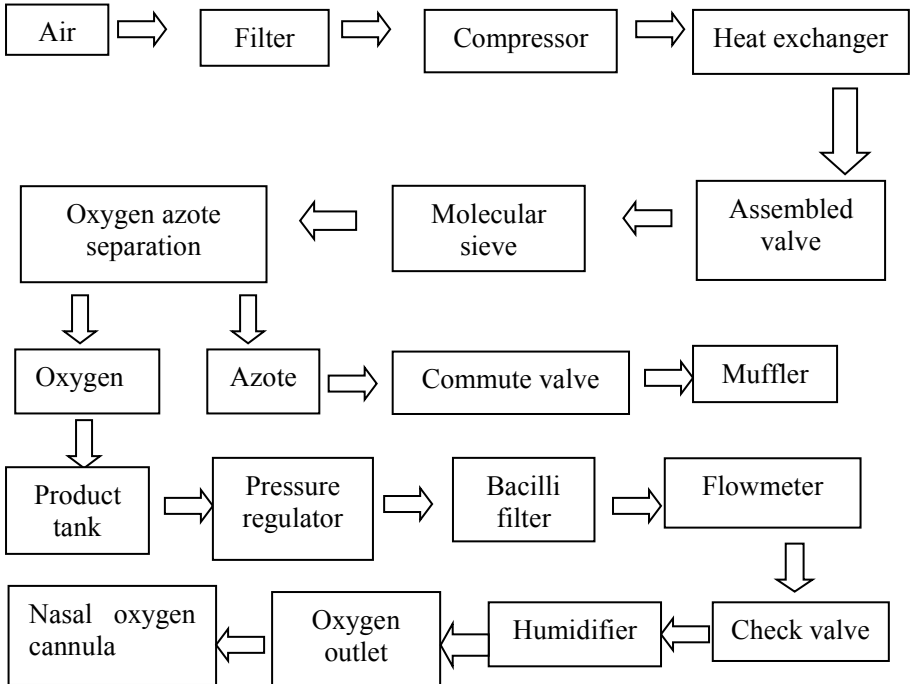 Air
Filter
Compressor
Heat exchanger
Assembled
valve
Molecular
sieve
Oxygen azote
separation
Oxygen
Azote
Commute valve
Muffler
Product
tank
Pressure
regulator
Bacilli
filter
Flowmeter
Check valve
Humidifier
Oxygen
outlet
Nasal oxygen
cannula